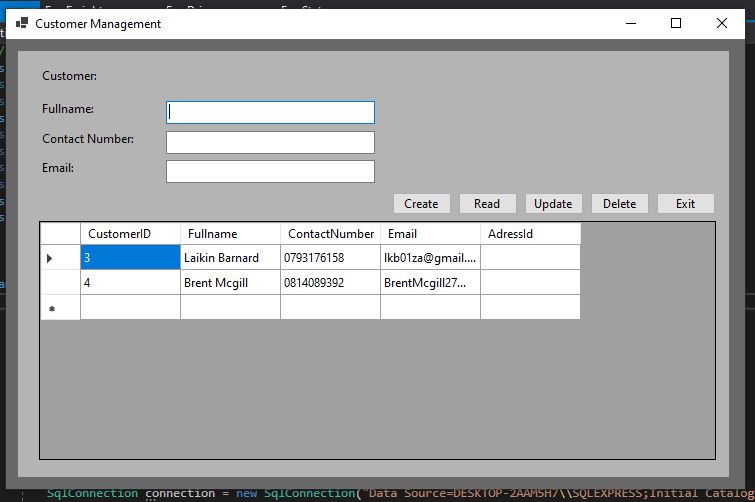 Customer Management
Customer:
Fullname:
Contact Number:
Email:
Create Read Update Delete Exit
CustomerID Fullname ContactNumber Email AdressId
3 Laikin Barnard 0793176158 lkb01za@gmail....
4 Brent Mcgill 0814089392 BrentMcgill27...
SqlConnection connection = new SqlConnection("Data Source=DESKTOP-2AAMSH7\\SQLEXPRESS;Initial Catalog